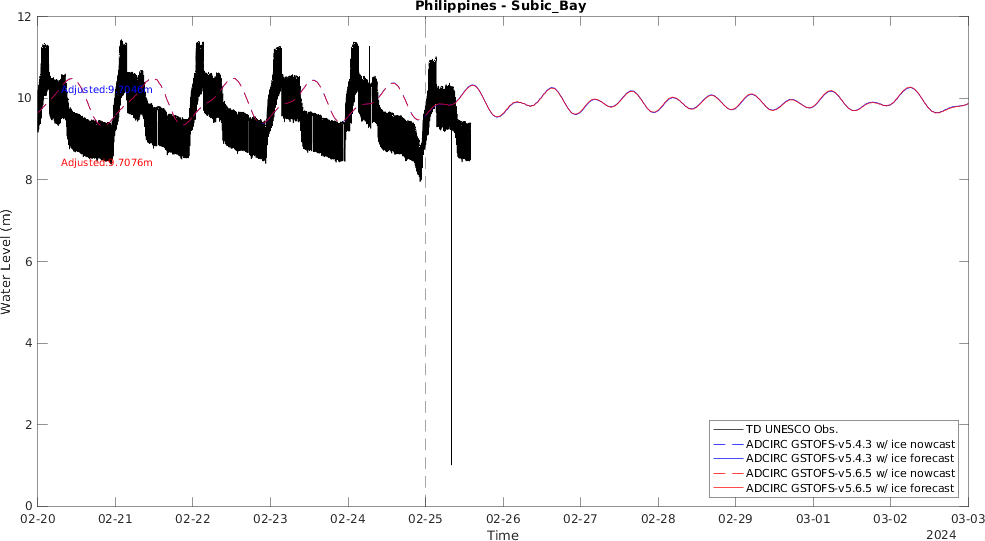 Philippines - Subic_Bay
12
10
8
6
4
2
0
Water Level (m)
Adjusted:9.7076m
TD UNESCO Obs.
ADCIRC GSTOFS-v5.4.3 w/ ice nowcast
ADCIRC GSTOFS-v5.4.3 w/ ice forecast
ADCIRC GSTOFS-v5.6.5 w/ ice nowcast
ADCIRC GSTOFS-v5.6.5 w/ ice forecast
02-20 02-21 02-22 02-23 02-24 02-25 02-26 02-27 02-28 02-29 03-01 03-02 03-03
Time
2024